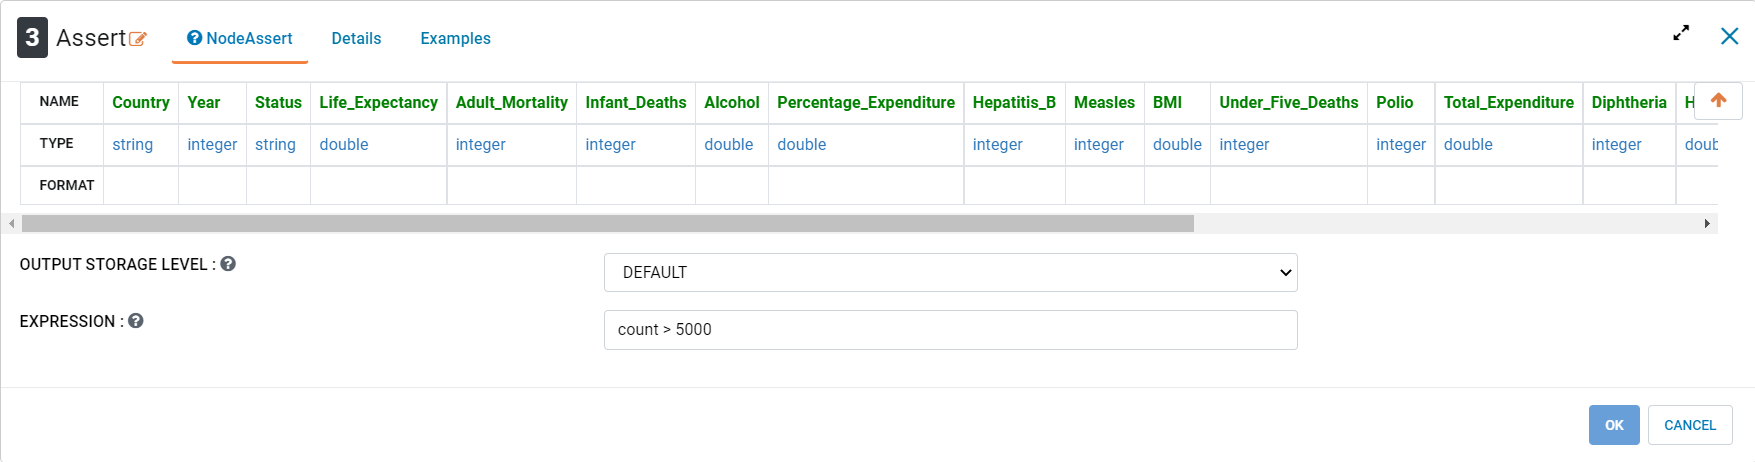 3 Assert NodeAssert Details Examples
NAME Country Year Status Life_Expectancy Adult_Mortality Infant_Deaths Alcohol Percentage_Expenditure Hepatitis_B Measles BMI Under_Five_Deaths Polio Total_Expenditure Diphtheria H
TYPE string integer string double integer integer double double integer integer double integer integer double integer doub
FORMAT
OUTPUT STORAGE LEVEL : DEFAULT
EXPRESSION : count > 5000
OK CANCEL